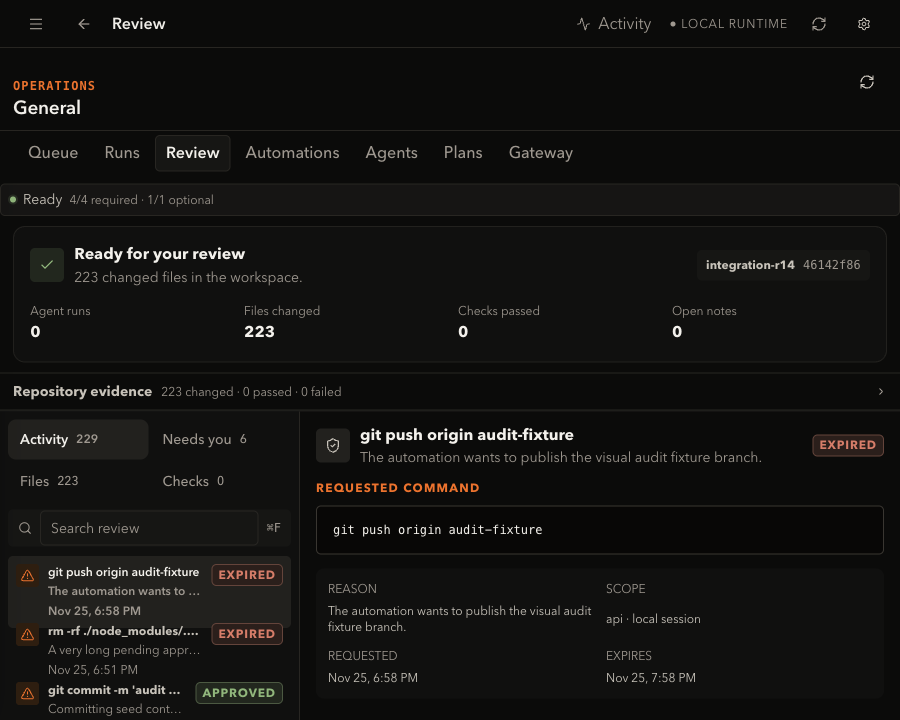 Review
Activity
LOCAL RUNTIME
OPERATIONS
General
Queue Runs Review Automations Agents Plans Gateway
Ready 4/4 required · 1/1 optional
Ready for your review
223 changed files in the workspace.
integration-r14 46142f86
Agent runs Files changed Checks passed Open notes
0 223 0 0
Repository evidence 223 changed · 0 passed · 0 failed
Activity 229 Needs you 6
Files 223 Checks 0
Search review ⌘F
git push origin audit-fixture EXPIRED
The automation wants to ...
Nov 25, 6:58 PM
rm -rf ./node_modules/.... EXPIRED
A very long pending appr...
Nov 25, 6:51 PM
git commit -m 'audit ... APPROVED
Committing seed cont...
git push origin audit-fixture
The automation wants to publish the visual audit fixture branch.
EXPIRED
REQUESTED COMMAND
git push origin audit-fixture
REASON
The automation wants to publish the visual audit
fixture branch.
SCOPE
api · local session
REQUESTED
Nov 25, 6:58 PM
EXPIRES
Nov 25, 7:58 PM